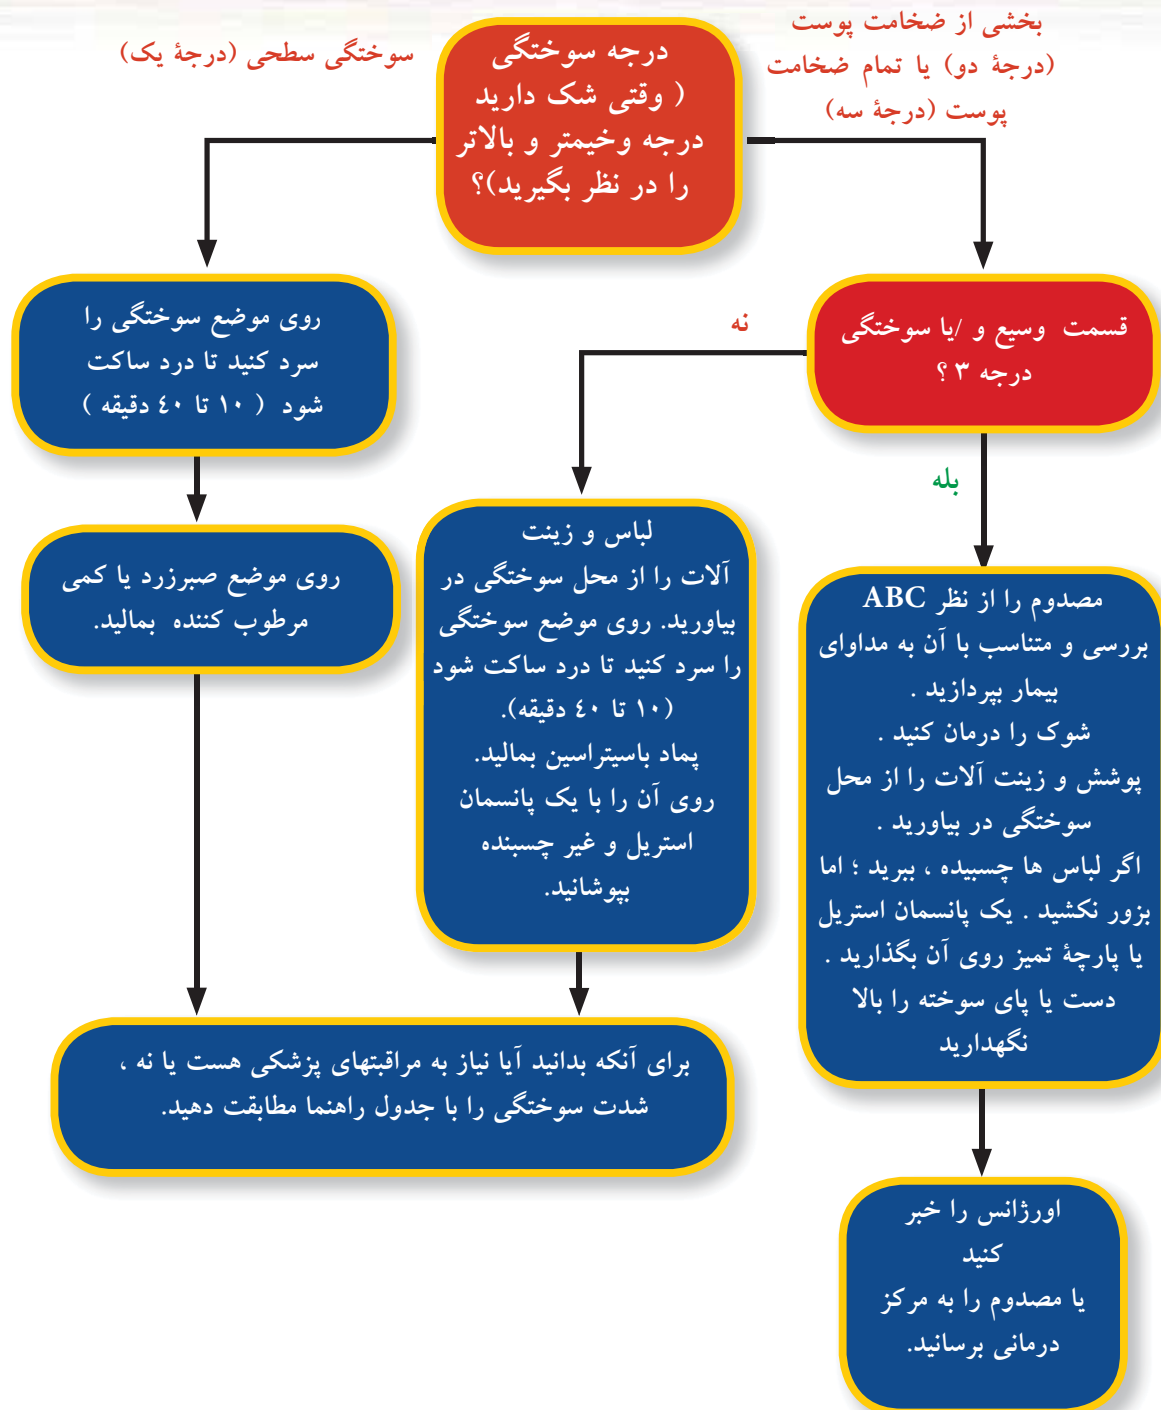 درجه سوختگی
( وقتی شک دارید
درجه وخیمتر و بالاتر
را در نظر بگیرید)؟
بخشی از ضخامت پوست
(درجۀ دو) یا تمام ضخامت
پوست (درجۀ سه)
سوختگی سطحی (درجۀ یک)
قسمت وسیع و /یا سوختگی
درجه ۳ ؟
نه
بله
روی موضع سوختگی را
سرد کنید تا درد ساکت
شود ( ۱۰ تا ٤۰ دقیقه )
روی موضع صبرزرد یا کمی
مرطوب کننده بمالید.
لباس و زینت
آلات را از محل سوختگی در
بیاورید. روی موضع سوختگی
را سرد کنید تا درد ساکت شود
(۱۰ تا ٤۰ دقیقه).
پماد باسیتراسین بمالید.
روی آن را با یک پانسمان
استریل و غیر چسبنده
بپوشانید.
مصدوم را از نظر ABC
بررسی و متناسب با آن به مداوای
بیمار بپردازید .
شوک را درمان کنید .
پوشش و زینت آلات را از محل
سوختگی در بیاورید .
اگر لباس ها چسبیده ، ببرید ؛ اما
بزور نکشید . یک پانسمان استریل
یا پارچۀ تمیز روی آن بگذارید .
دست یا پای سوخته را بالا
نگهدارید
برای آنکه بدانید آیا نیاز به مراقبتهای پزشکی هست یا نه ،
شدت سوختگی را با جدول راهنما مطابقت دهید.
اورژانس را خبر
کنید
یا مصدوم را به مرکز
درمانی برسانید.